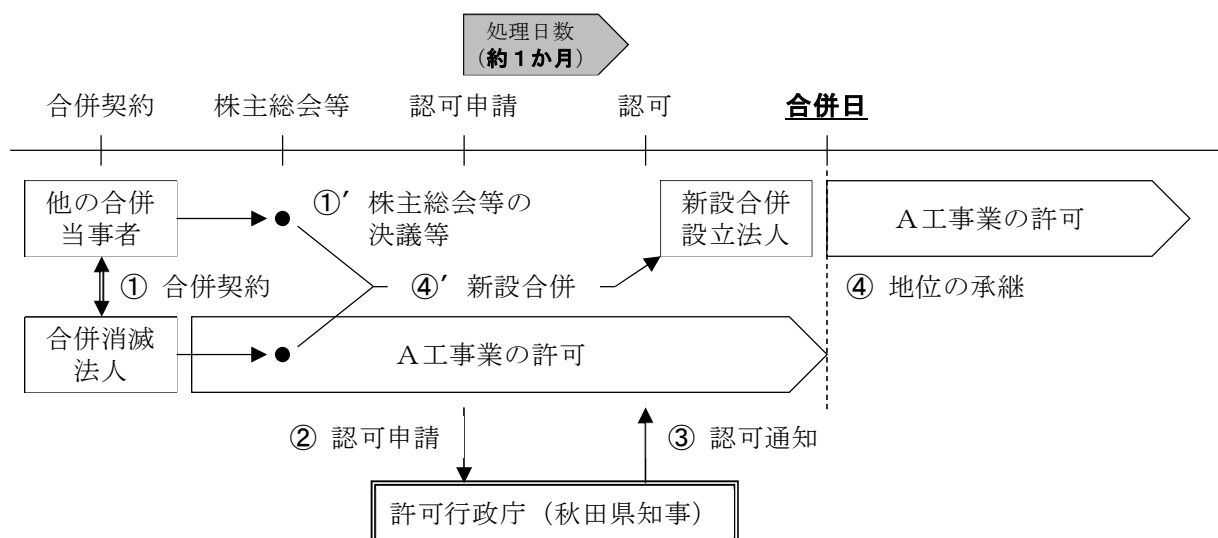 処理日数
（約１か月）
合併契約
株主総会等
認可申請
認可
合併日
他の合併
当事者
①′ 株主総会等の
決議等
新設合併
設立法人
Ａ工事業の許可
① 合併契約
④′ 新設合併
④ 地位の承継
合併消滅
法人
Ａ工事業の許可
② 認可申請
③ 認可通知
許可行政庁（秋田県知事）